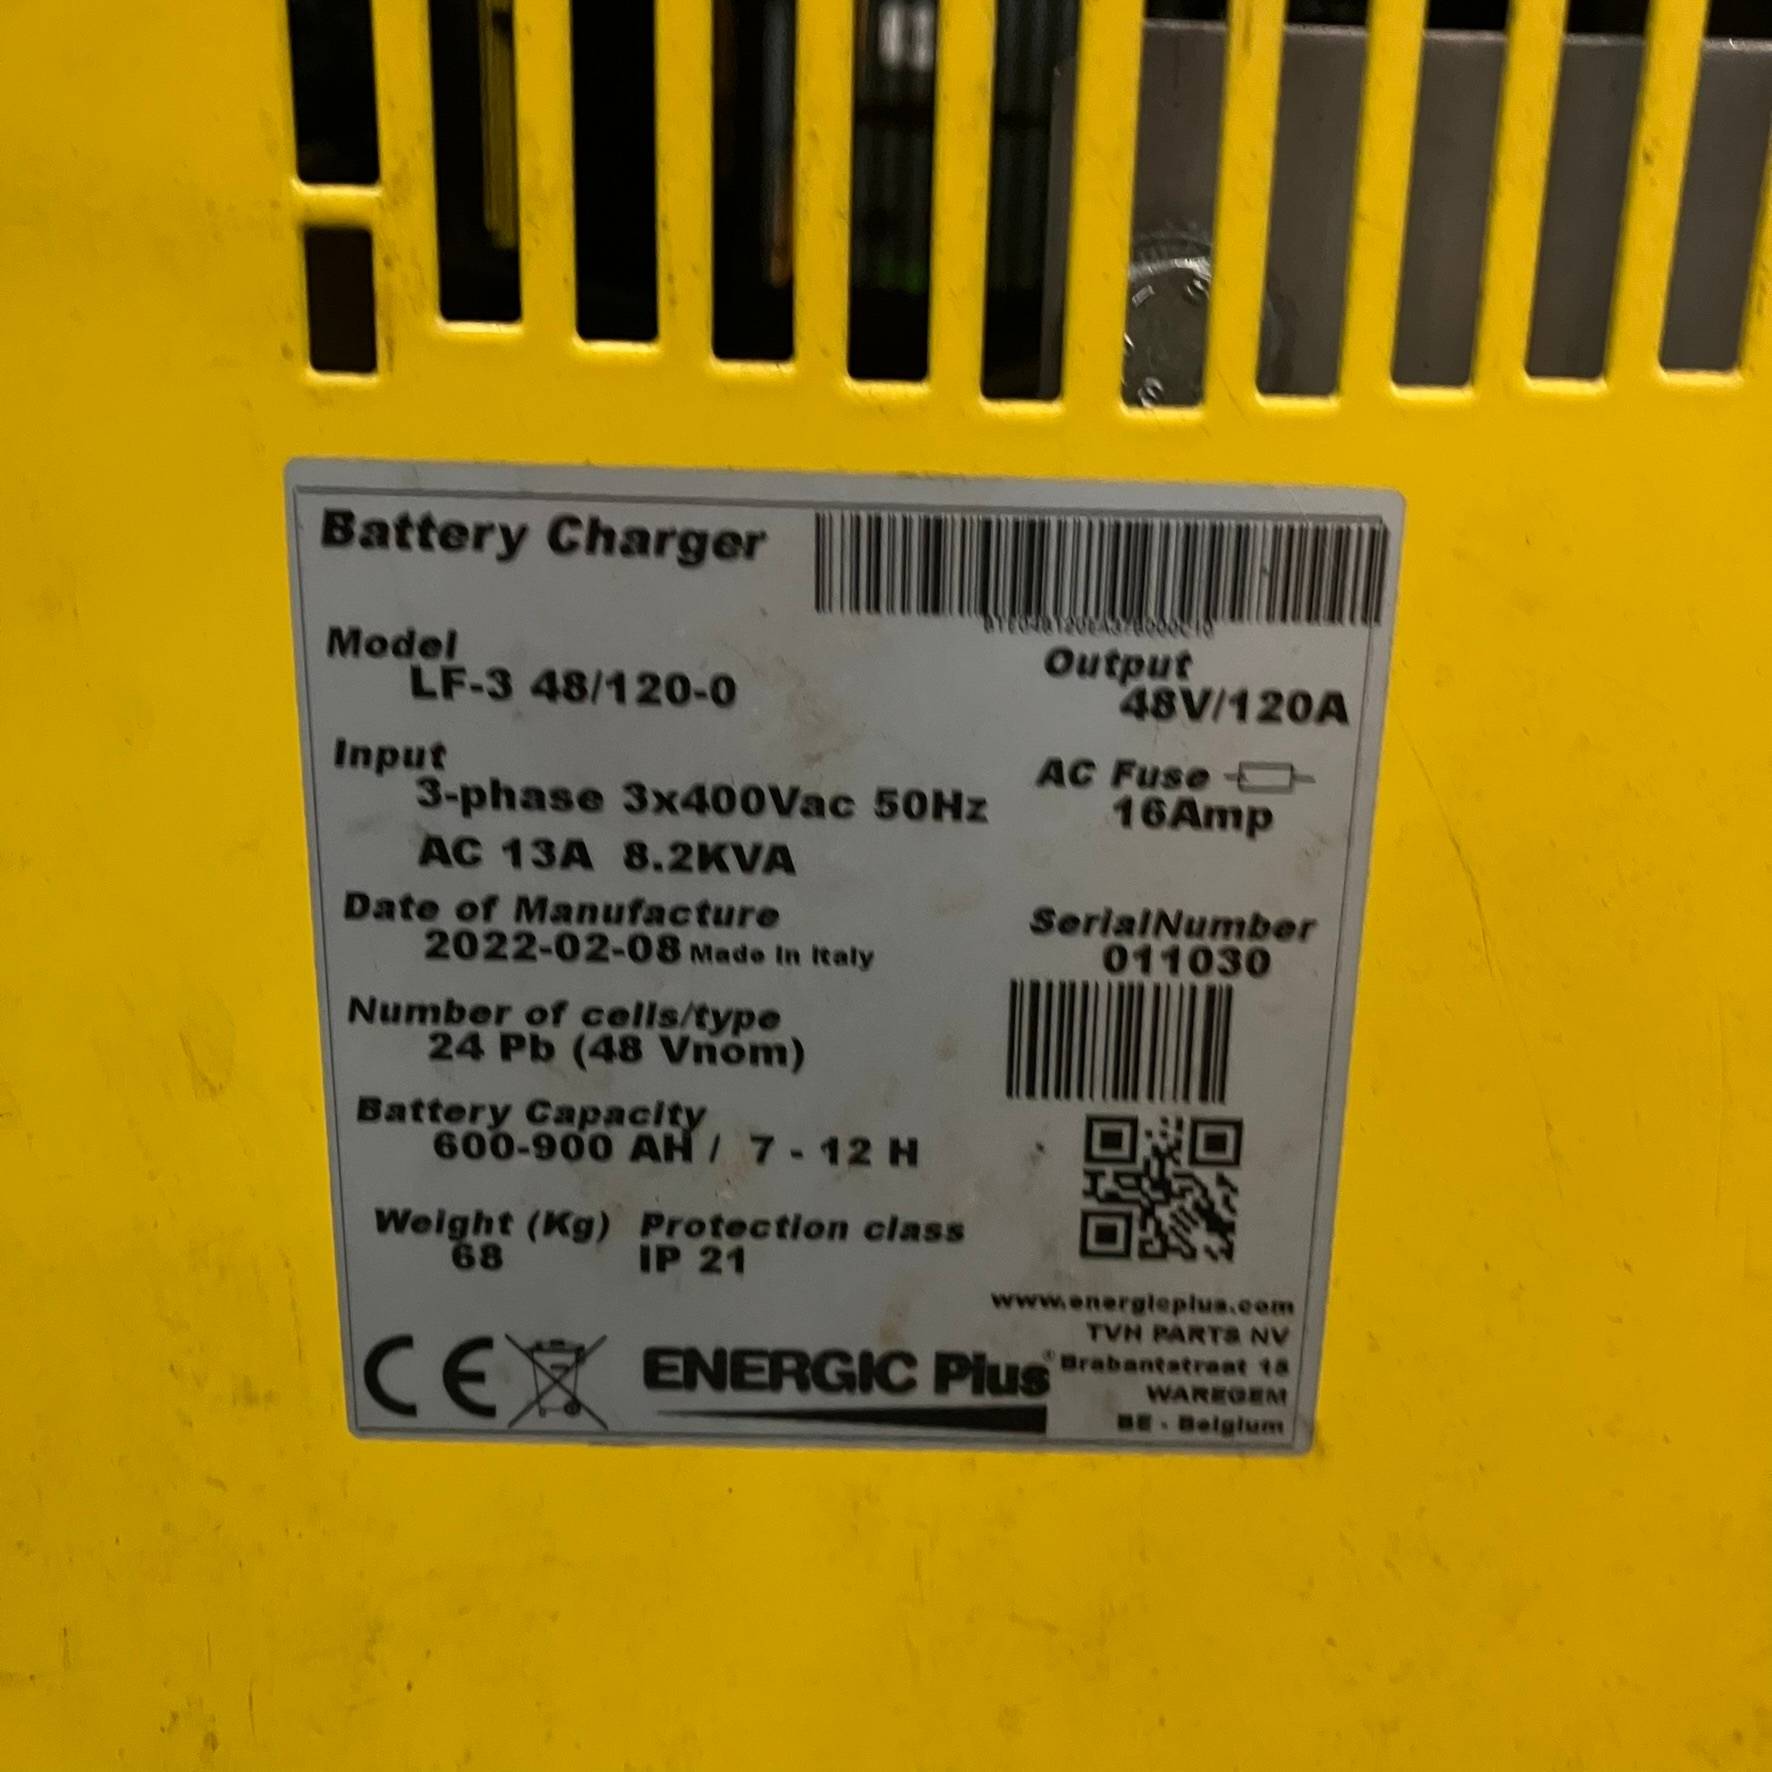 Battery Charger
Model
LF-3 48/120-0
Output
48V/120A
Input
3-phase 3x400Vac 50Hz
AC 13A 8.2KVA
AC Fuse
16Amp
Date of Manufacture
2022-02-08 Made in Italy
SerialNumber
011030
Number of cells/type
24 Pb (48 Vnom)
Battery Capacity
600-900 AH / 7 - 12 H
Weight (Kg) Protection class
68 IP 21
www.energicplus.com
TVH PARTS NV
Brabantstraat 15
WAREGEM
BE - Belgium
CE
ENERGIC Plus®